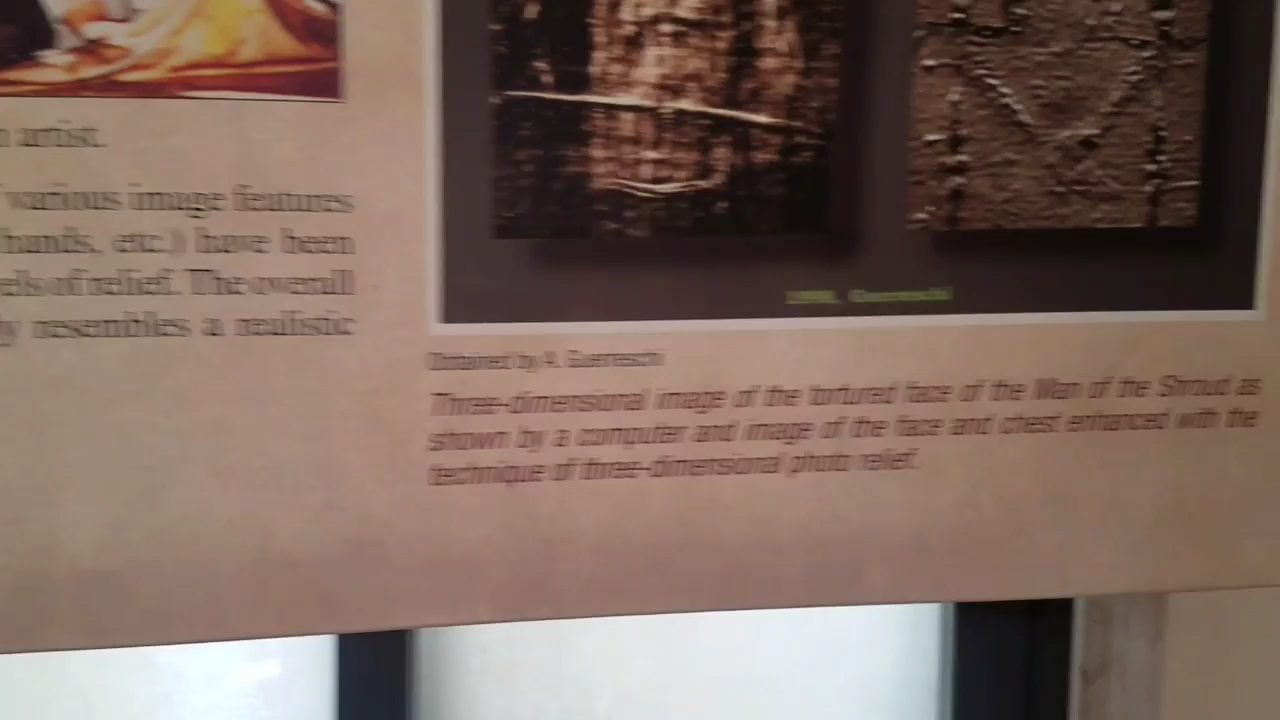 artist.
various image features
hands, etc.) have been
els of relief. The overall
y resembles a realistic
1998, Guerreschi
Obtained by A. Guerreschi
Three-dimensional image of the tortured face of the Man of the Shroud as
shown by a computer and image of the face and chest enhanced with the
technique of three-dimensional photo relief.